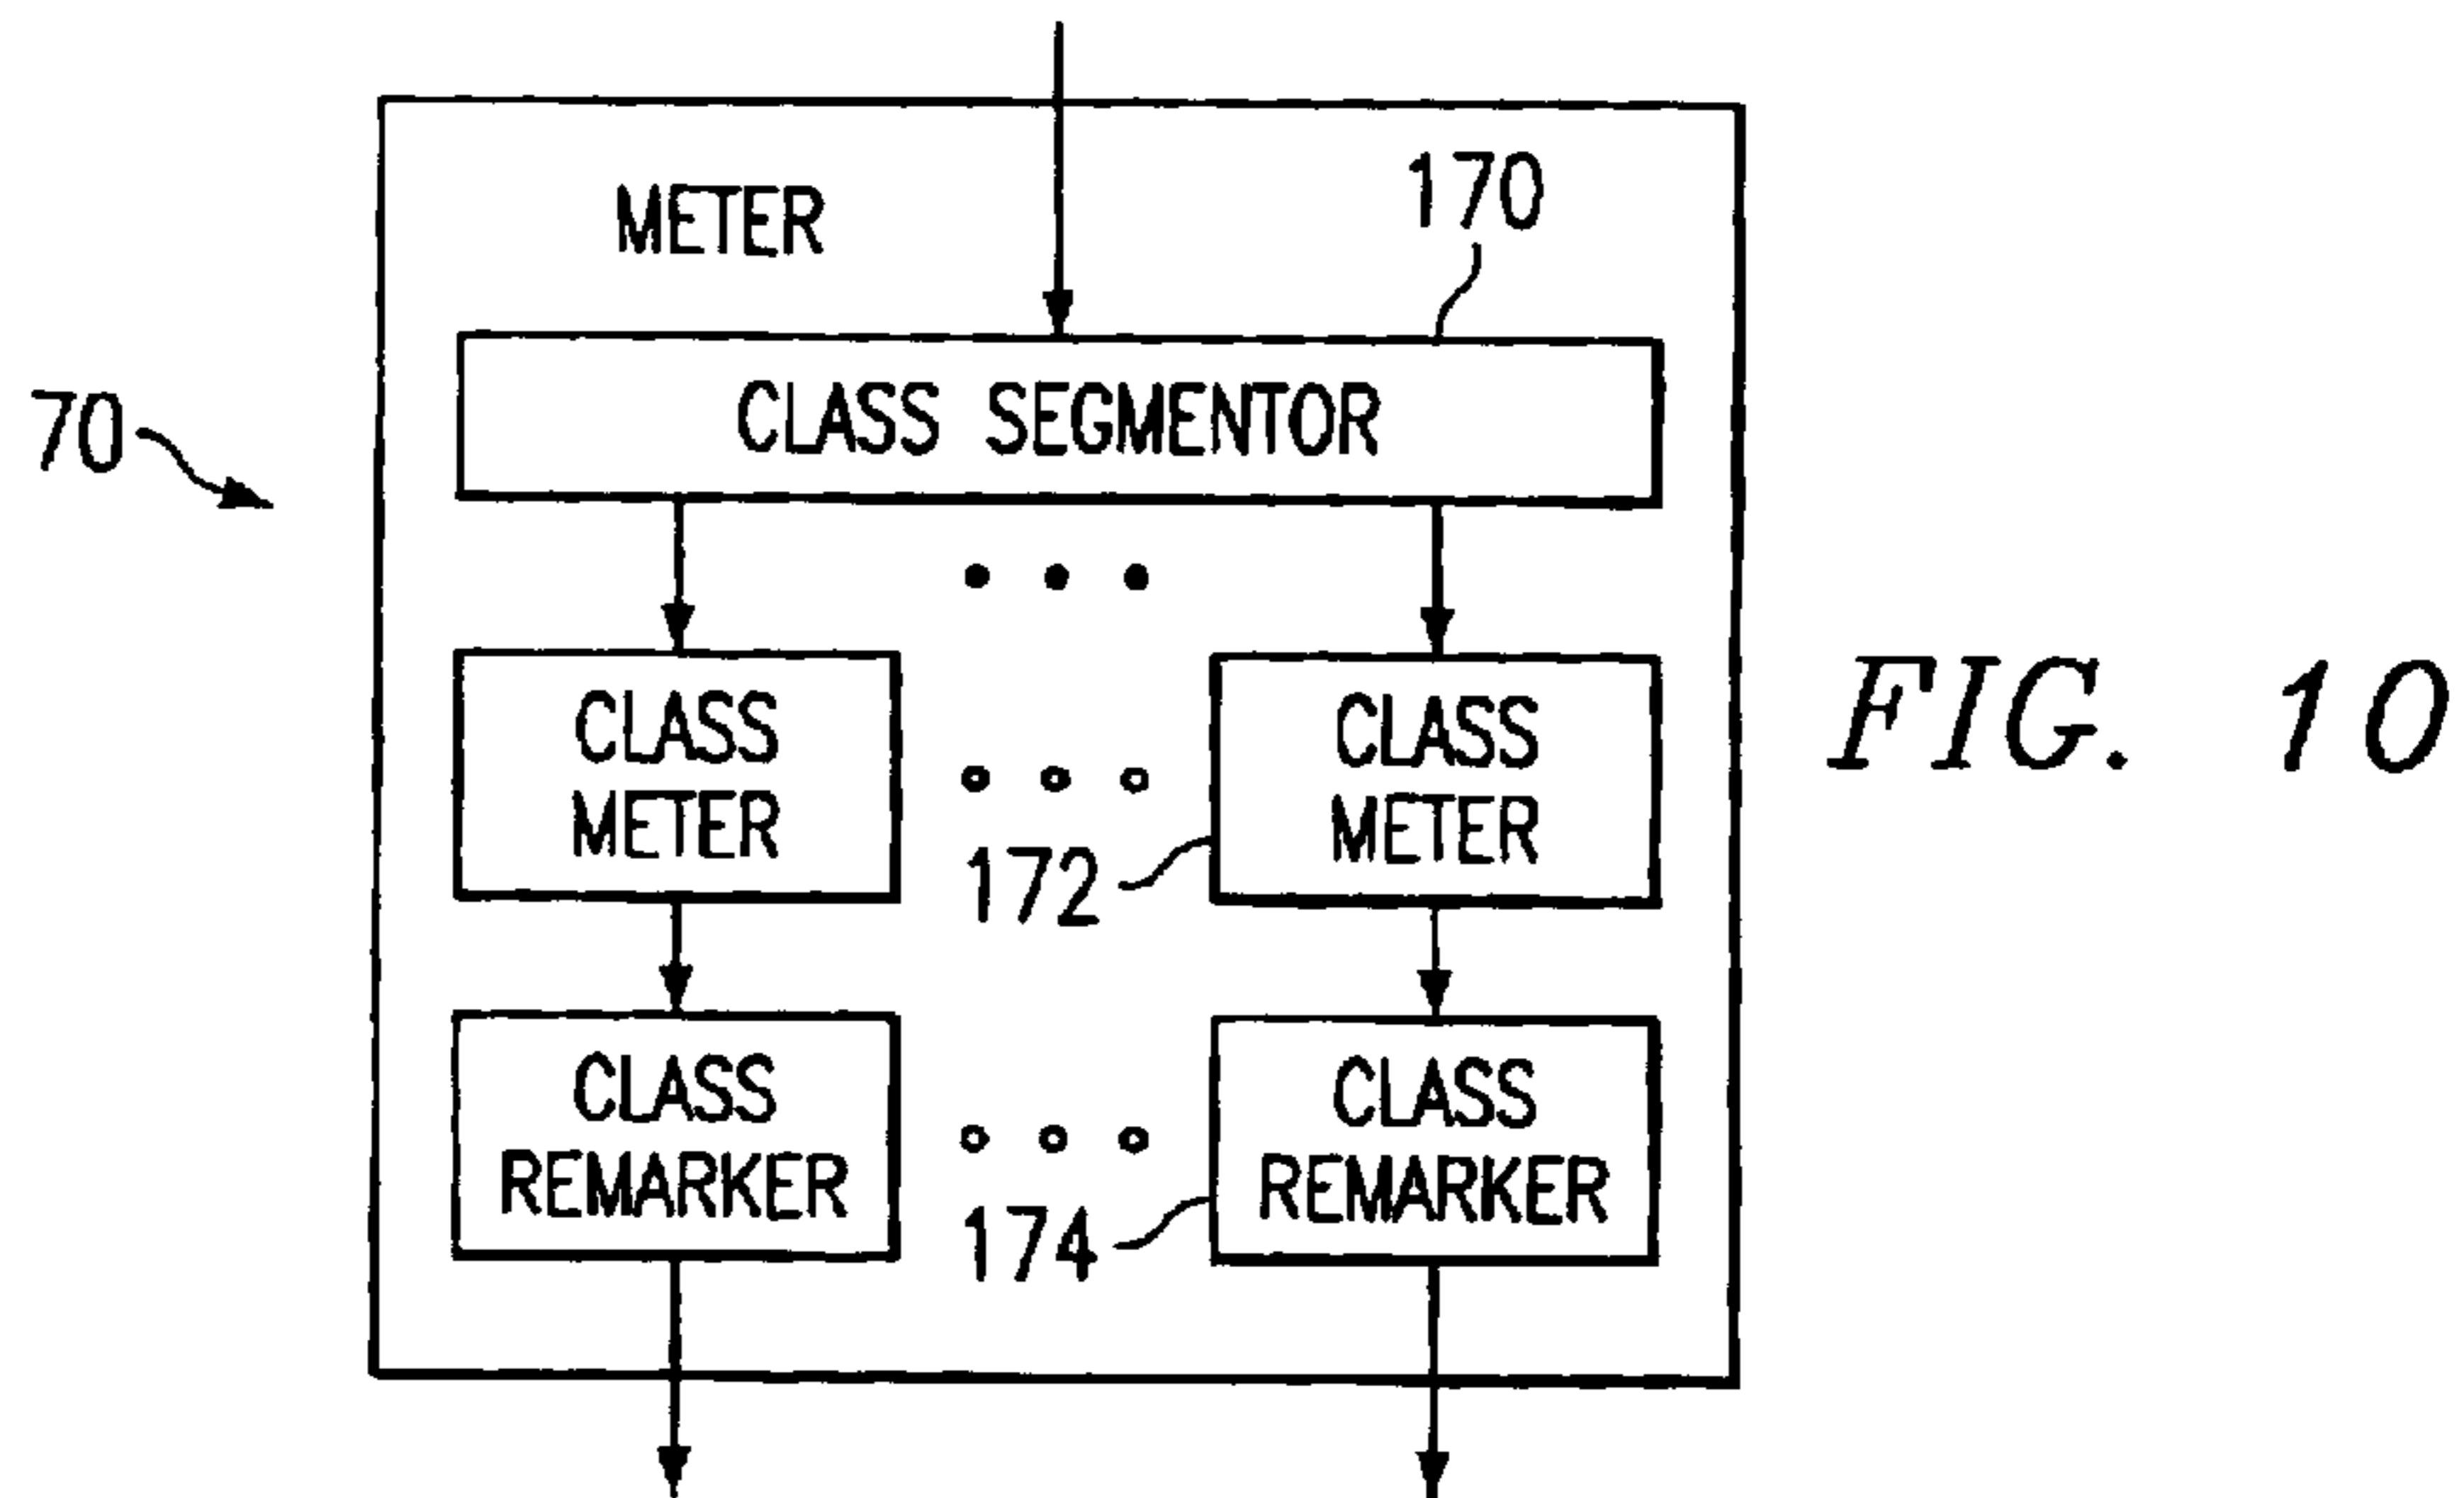 METER
170
CLASS SEGMENTOR
70
CLASS
METER
172
CLASS
METER
FIG. 10
CLASS
REMARKER
174
CLASS
REMARKER